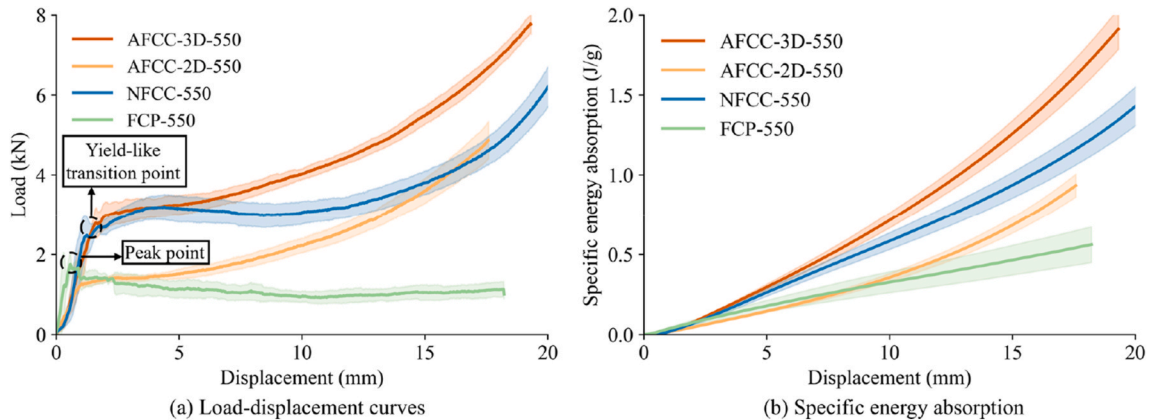 8
6
4
2
0
Load (kN)
AFCC-3D-550
AFCC-2D-550
NFCC-550
FCP-550
Yield-like
transition point
Peak point
0 5 10 15 20
Displacement (mm)
(a) Load-displacement curves
2.0
1.5
1.0
0.5
0.0
Specific energy absorption (J/g)
AFCC-3D-550
AFCC-2D-550
NFCC-550
FCP-550
0 5 10 15 20
Displacement (mm)
(b) Specific energy absorption